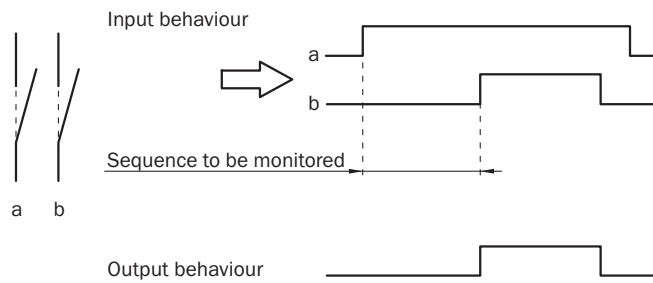 Input behaviour
a
b
Sequence to be monitored
a b
Output behaviour